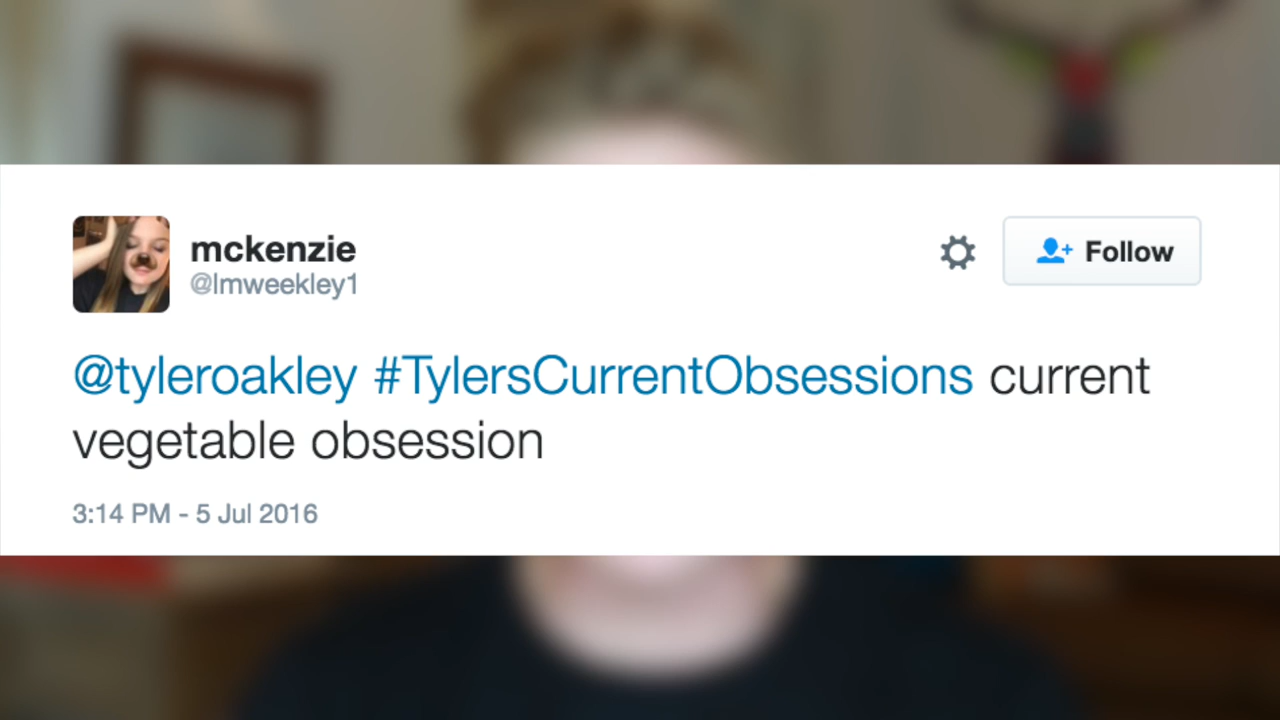 mckenzie
@lmweekley1
Follow
@tyleroakley #TylersCurrentObsessions current
vegetable obsession
3:14 PM - 5 Jul 2016